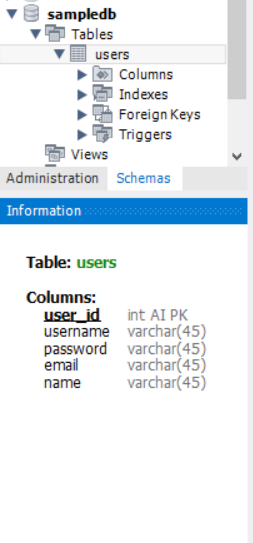 sampledb
Tables
users
Columns
Indexes
Foreign Keys
Triggers
Views
Administration Schemas
Information
Table: users
Columns:
user_id int AI PK
username varchar(45)
password varchar(45)
email varchar(45)
name varchar(45)